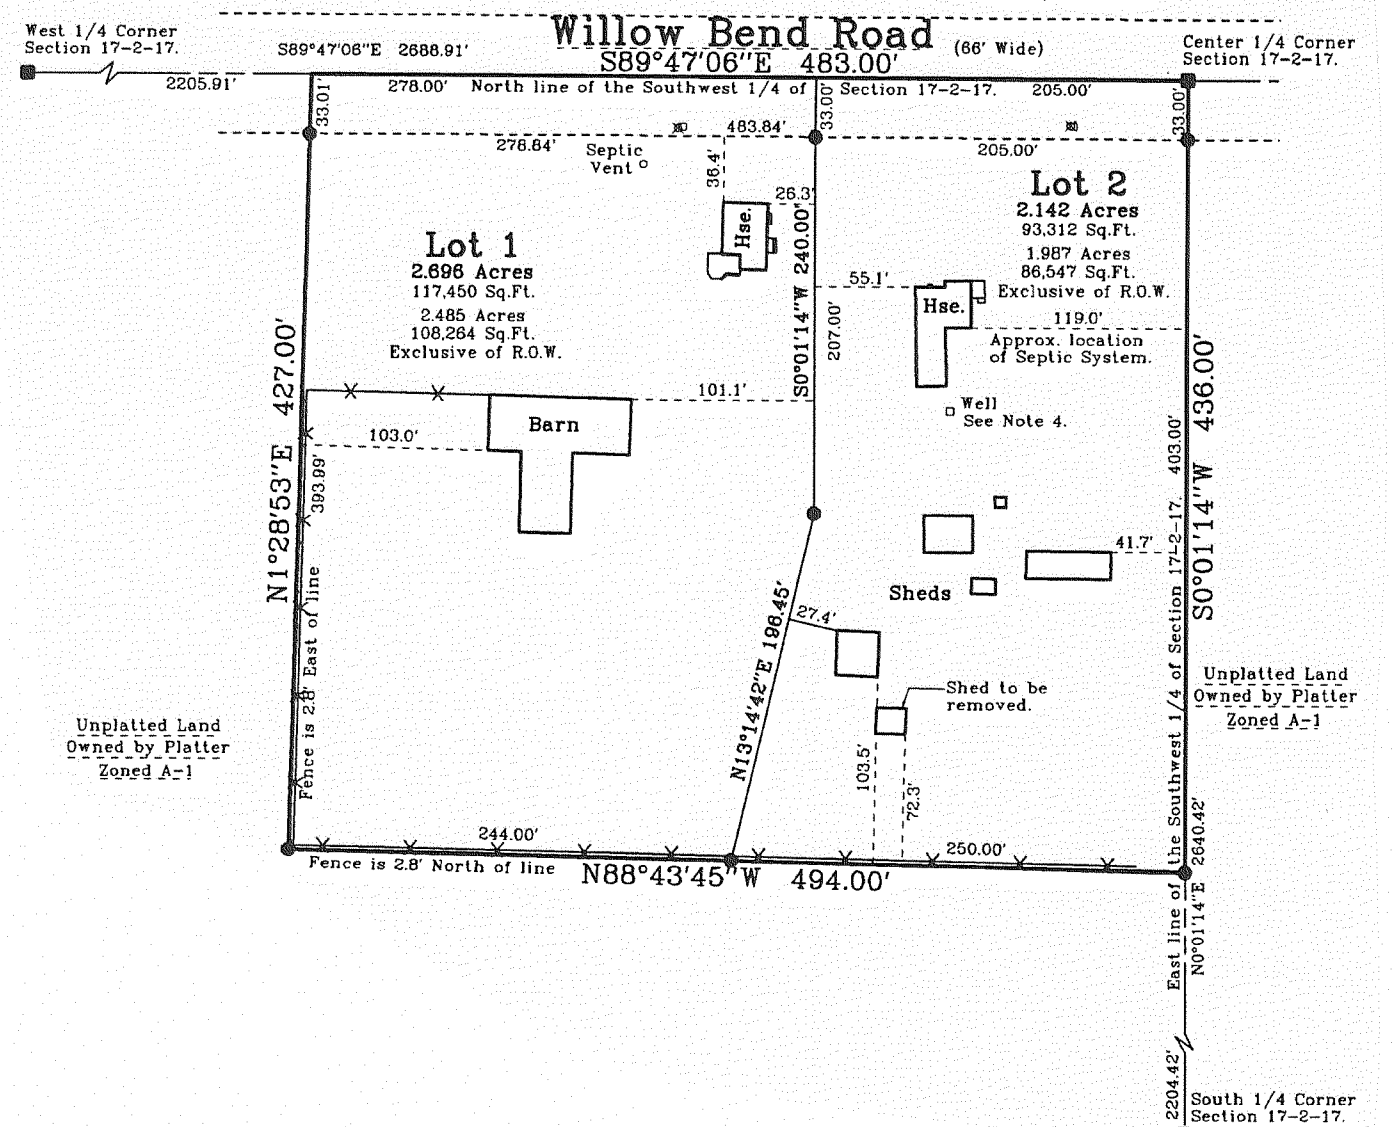 West 1/4 Corner
Section 17-2-17.
Willow Bend Road
(66' Wide)
Center 1/4 Corner
Section 17-2-17.
S89°47'06"E 2688.91'
S89°47'06"E 483.00'
2205.91'
33.01'
278.00'
North line of the Southwest 1/4 of Section 17-2-17.
33.00'
205.00'
33.00'
483.84'
278.84'
205.00'
Septic
Vent
36.4'
26.3'
Hse.
S0°01'14"W 240.00'
207.00'
Lot 1
2.696 Acres
117,450 Sq.Ft.
2.485 Acres
108,264 Sq.Ft.
Exclusive of R.O.W.
Lot 2
2.142 Acres
93,312 Sq.Ft.
1.987 Acres
86,547 Sq.Ft.
Exclusive of R.O.W.
55.1'
Hse.
119.0'
Approx. location
of Septic System.
Well
See Note 4.
N1°28'53"E 427.00'
393.99'
Fence is 2.8' East of line
101.1'
Barn
103.0'
403.00'
S0°01'14"W 436.00'
41.7'
Sheds
27.4'
N13°14'42"E 196.45'
Shed to be
removed.
103.5'
72.3'
Unplatted Land
Owned by Platter
Zoned A-1
Unplatted Land
Owned by Platter
Zoned A-1
244.00'
250.00'
Fence is 2.8' North of line
N88°43'45"W 494.00'
East line of the Southwest 1/4 of Section 17-2-17.
N0°01'14"E 2640.42'
2204.42'
South 1/4 Corner
Section 17-2-17.